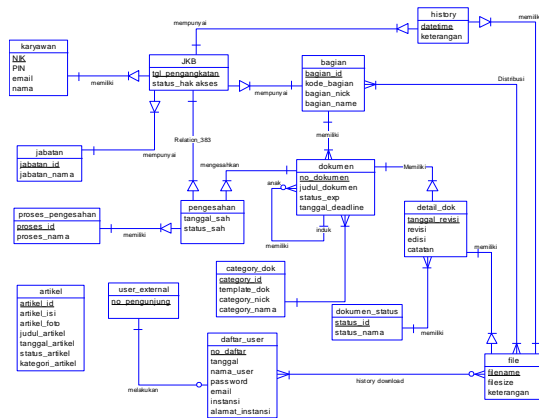 mempunyai
history
datetime
keterangan
memiliki
karyawan
NIK
PIN
email
nama
memiliki
JKB
tgl_pengangkatan
status_hak akses
mempunyai
bagian
bagian_id
kode_bagian
bagian_nick
bagian_name
Distribusi
jabatan
jabatan_id
jabatan_nama
mempunyai
Relation_383
memiliki
mengesahkan
dokumen
no_dokumen
judul_dokumen
status_exp
tanggal_deadline
anak
induk
memiliki
Memiliki
detail_dok
tanggal_revisi
revisi
edisi
catatan
memiliki
proses_pengesahan
proses_id
proses_nama
memiliki
pengesahan
tanggal_sah
status_sah
artikel
artikel_id
artikel_isi
artikel_foto
judul_artikel
tanggal_artikel
status_artikel
kategori_artikel
user_external
no_pengunjung
category_dok
category_id
template_dok
category_nick
category_nama
dokumen_status
status_id
status_nama
memiliki
daftar_user
no_daftar
tanggal
nama_user
password
email
instansi
alamat_instansi
melakukan
history download
file
filename
filesize
keterangan